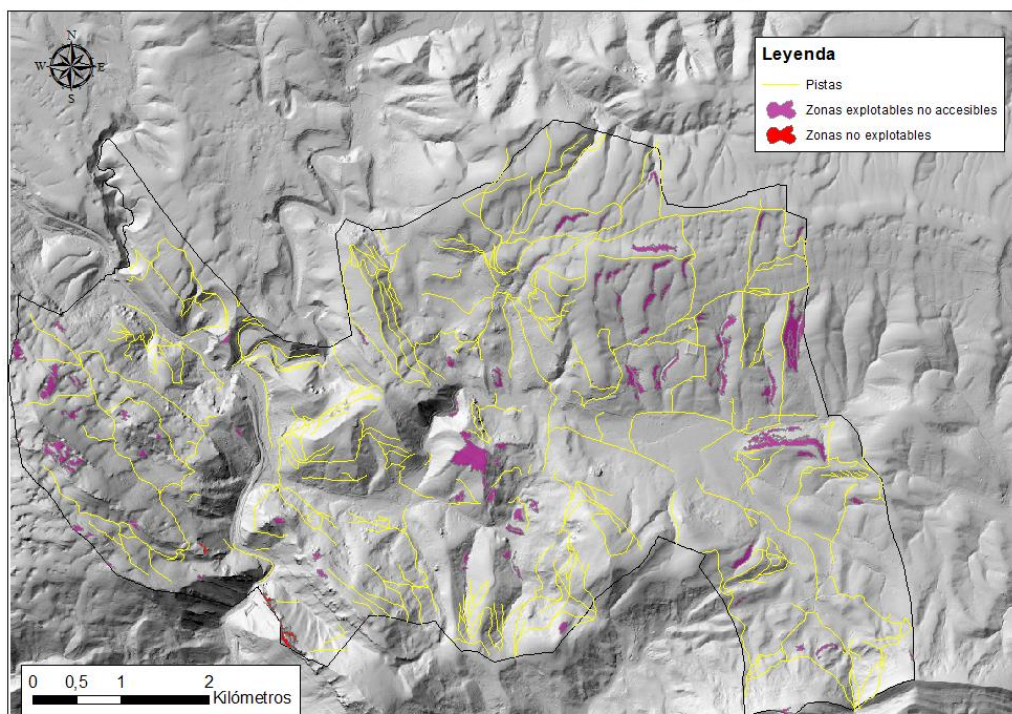 N
W E
S
Leyenda
Pistas
Zonas explotables no accesibles
Zonas no explotables
0 0,5 1 2
Kilómetros